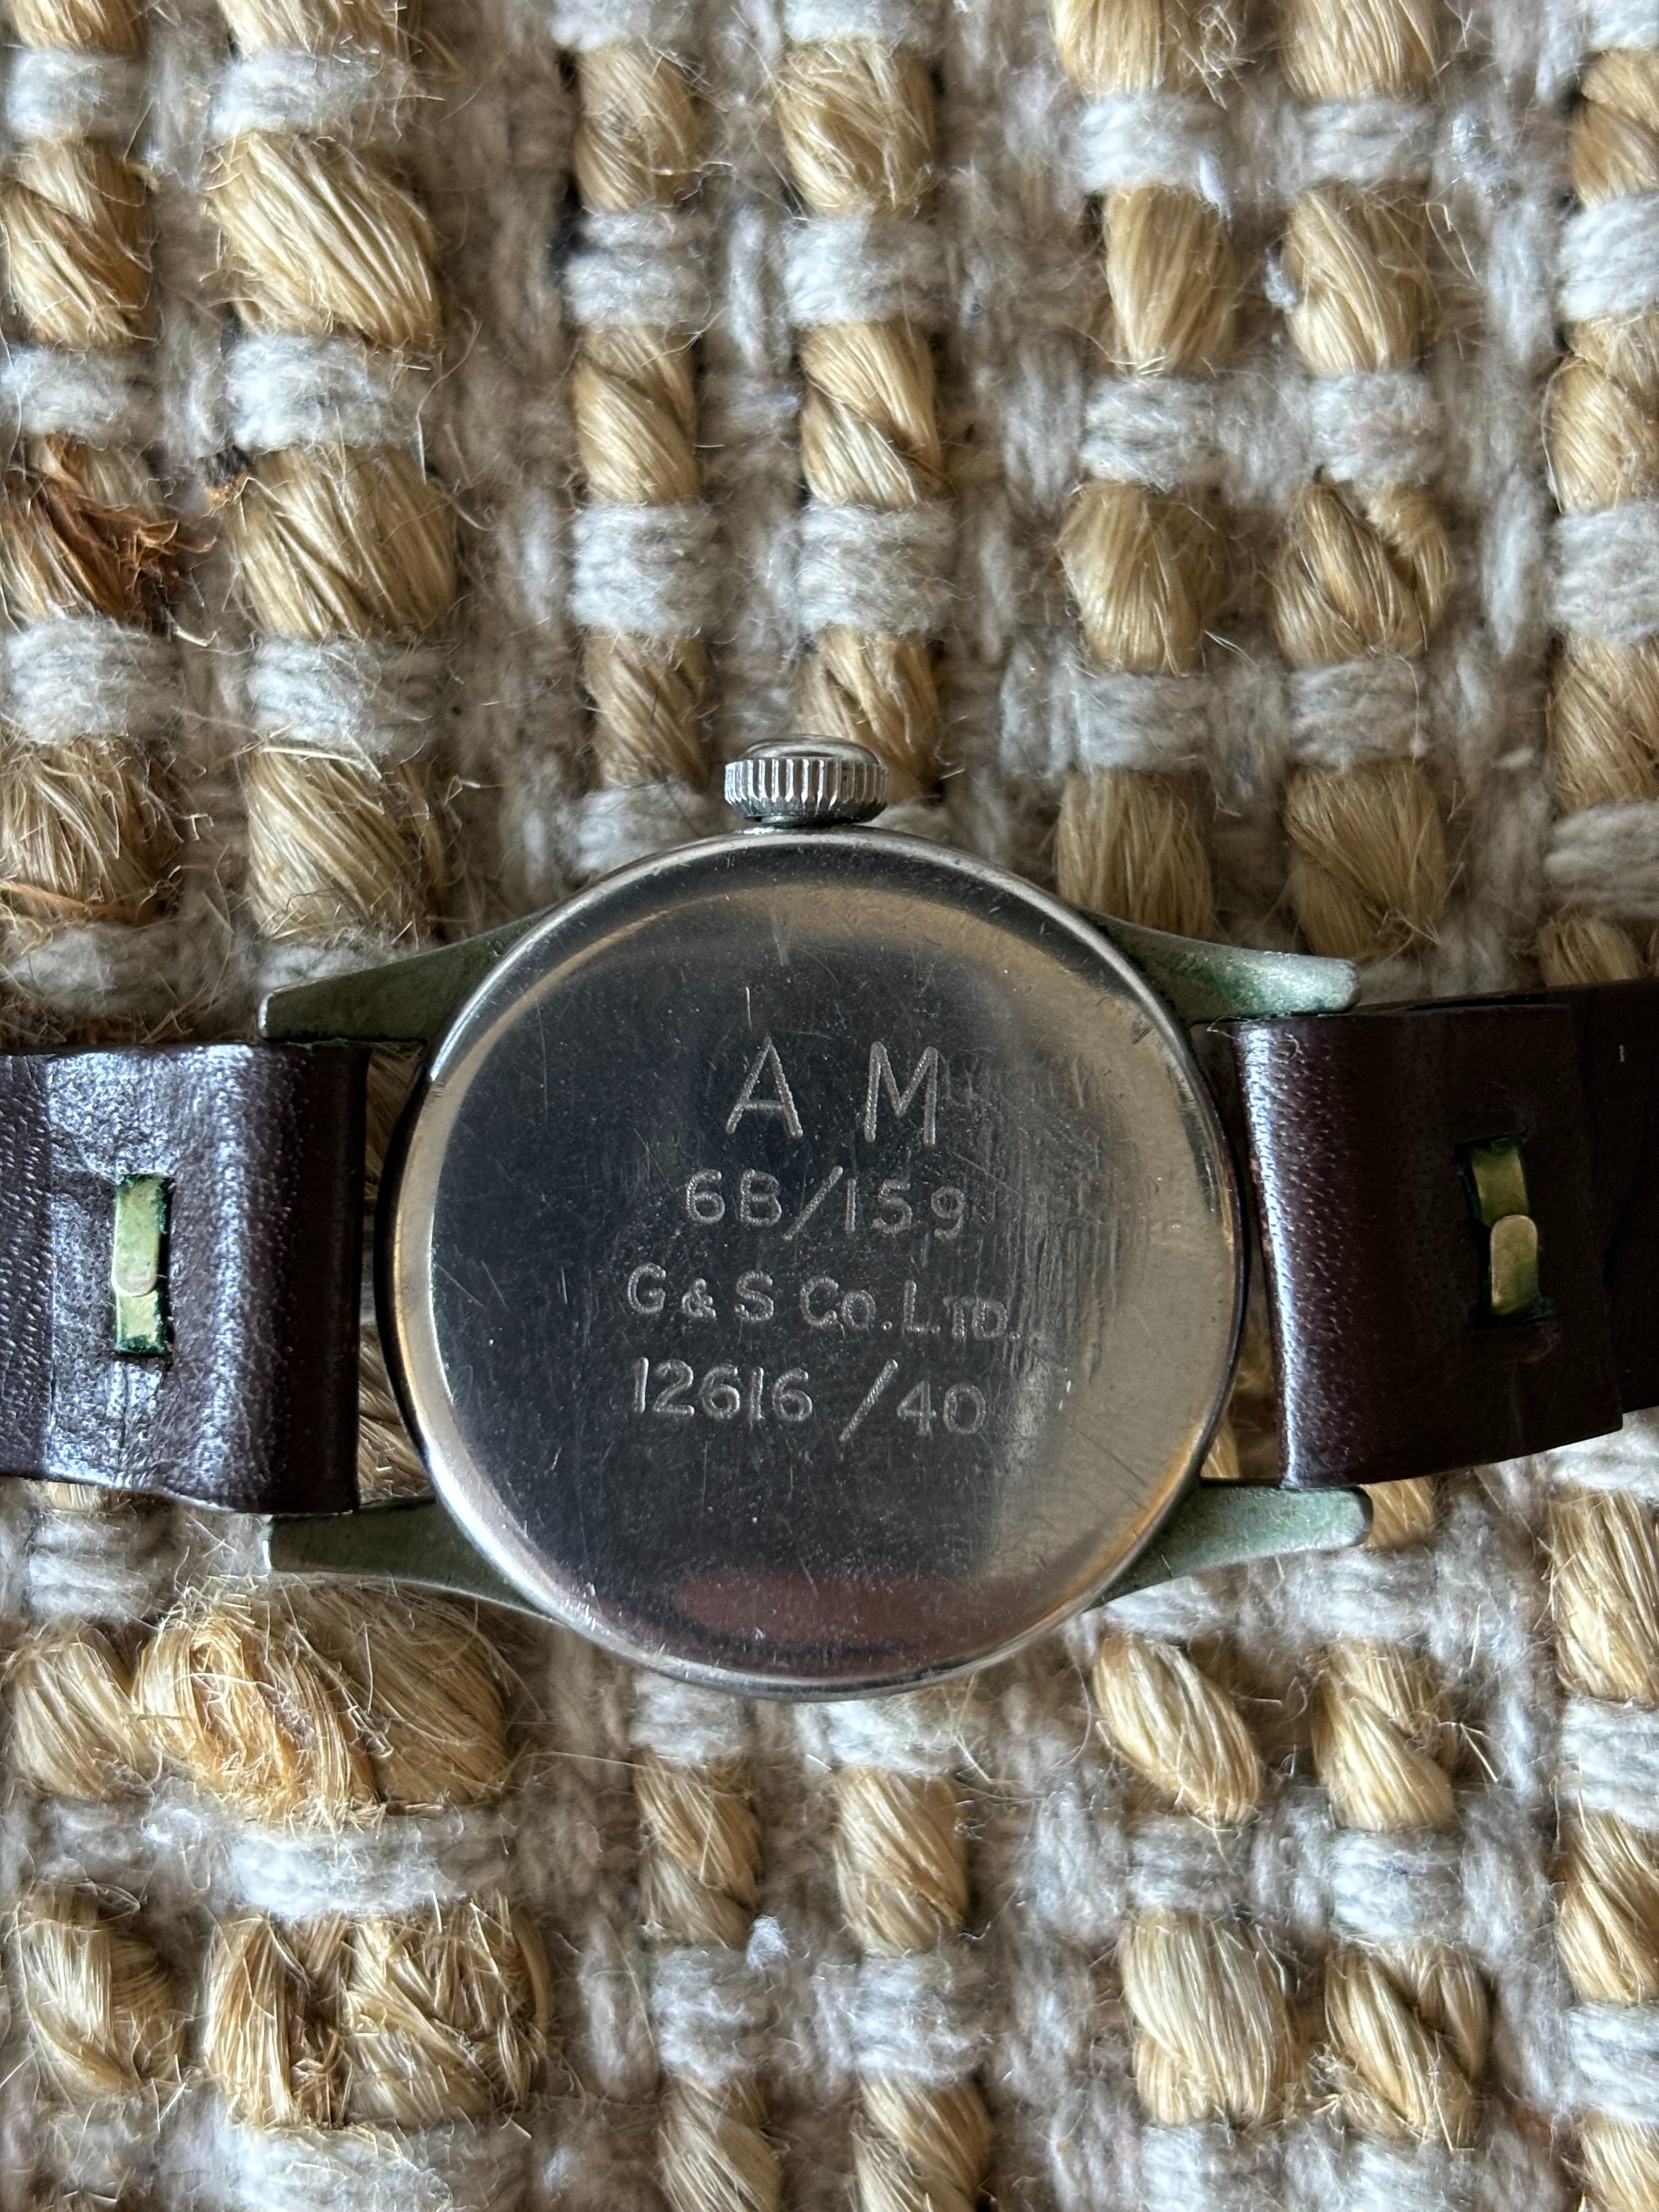 A M
6B/159
G & S Co. LTD.
12616 /40